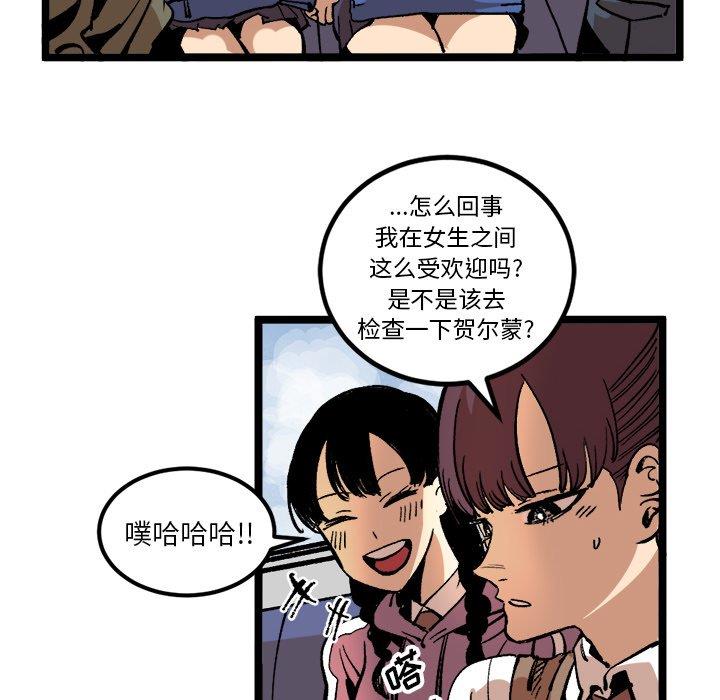 ...怎么回事
我在女生之间
这么受欢迎吗?
是不是该去
检查一下贺尔蒙?
噗哈哈哈!!
嗒